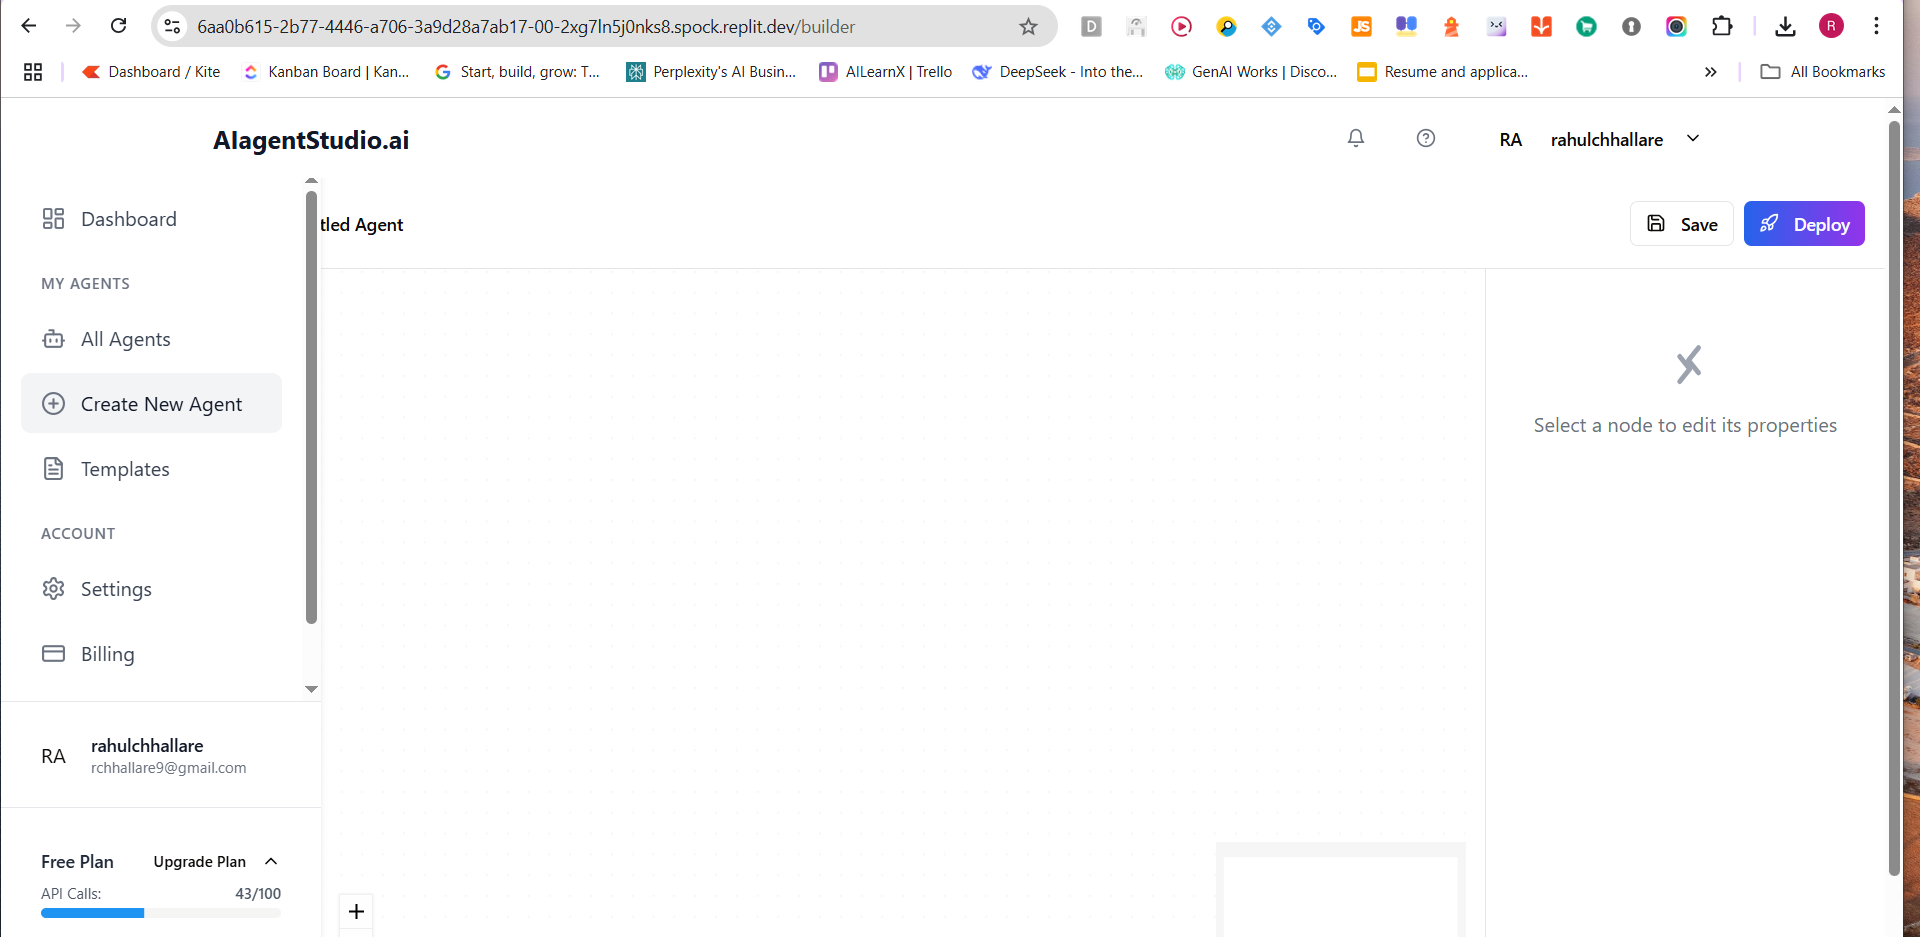 6aa0b615-2b77-4446-a706-3a9d28a7ab17-00-2xg7ln5j0nks8.spock.replit.dev/builder
D
JS
R
Dashboard / Kite
Kanban Board | Kan...
Start, build, grow: T...
Perplexity's AI Busin...
AILearnX | Trello
DeepSeek - Into the...
GenAI Works | Disco...
Resume and applica...
»
All Bookmarks
AIagentStudio.ai
RA
rahulchhallare
Dashboard
tled Agent
Save
Deploy
MY AGENTS
All Agents
Create New Agent
Templates
ACCOUNT
Settings
Billing
Select a node to edit its properties
RA
rahulchhallare
rchhallare9@gmail.com
Free Plan
Upgrade Plan
API Calls:
43/100
+